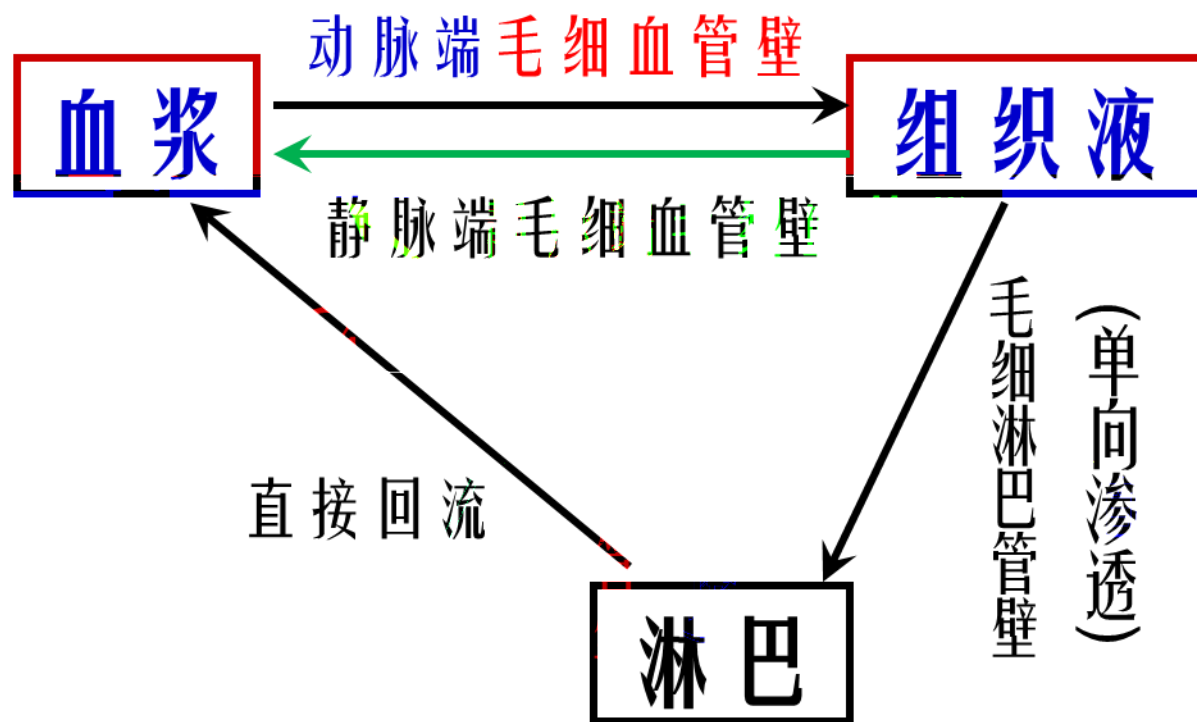 动脉端毛细血管壁
血浆
组织液
静脉端毛细血管壁
毛细淋巴管壁
(单向渗透)
直接回流
淋巴